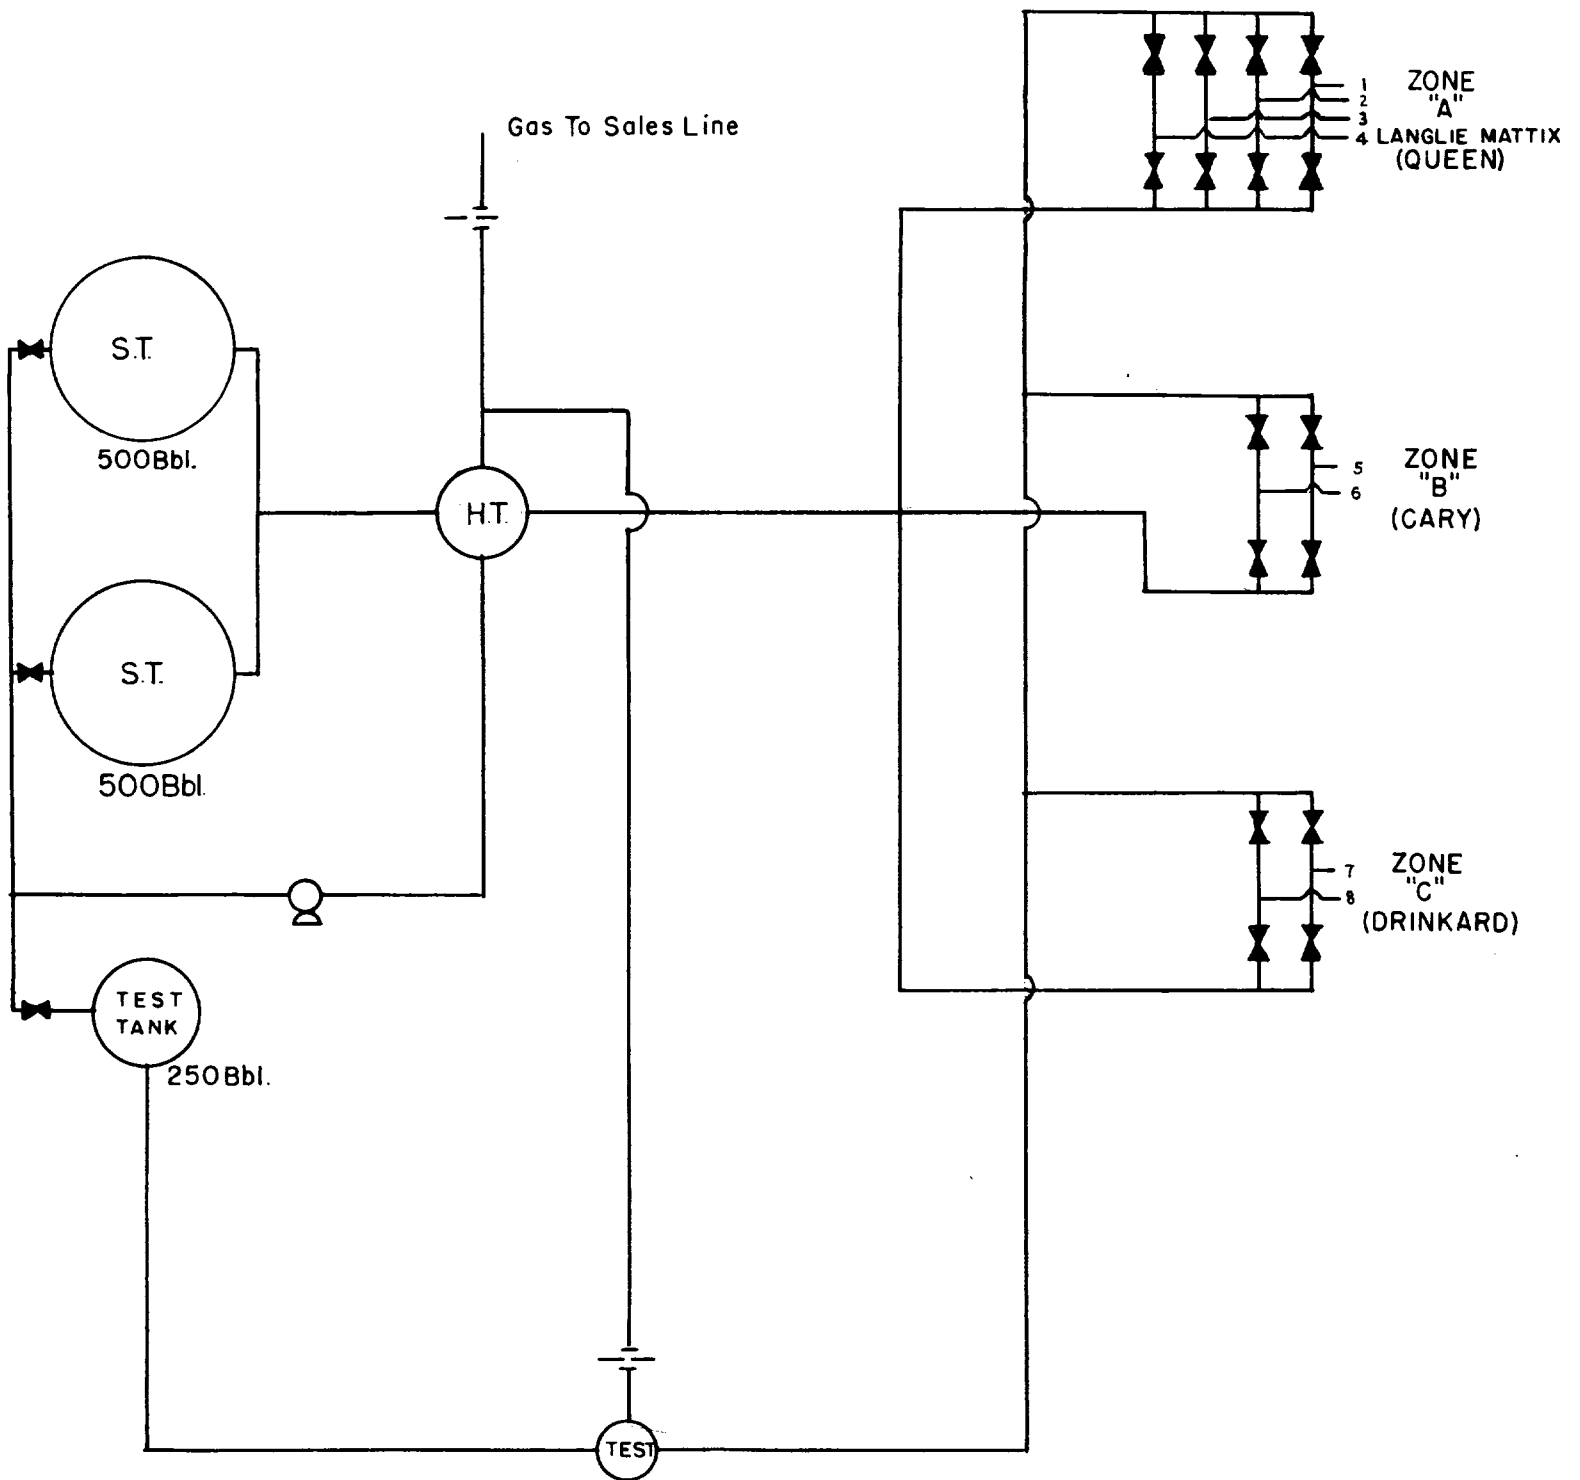 Gas To Sales Line
S.T.
500Bbl.
H.T.
S.T.
500Bbl.
TEST
TANK
250Bbl.
TEST
1
2
3
4
ZONE
"A"
LANGLIE MATTIX
(QUEEN)
5
6
ZONE
"B"
(CARY)
7
8
ZONE
"C"
(DRINKARD)